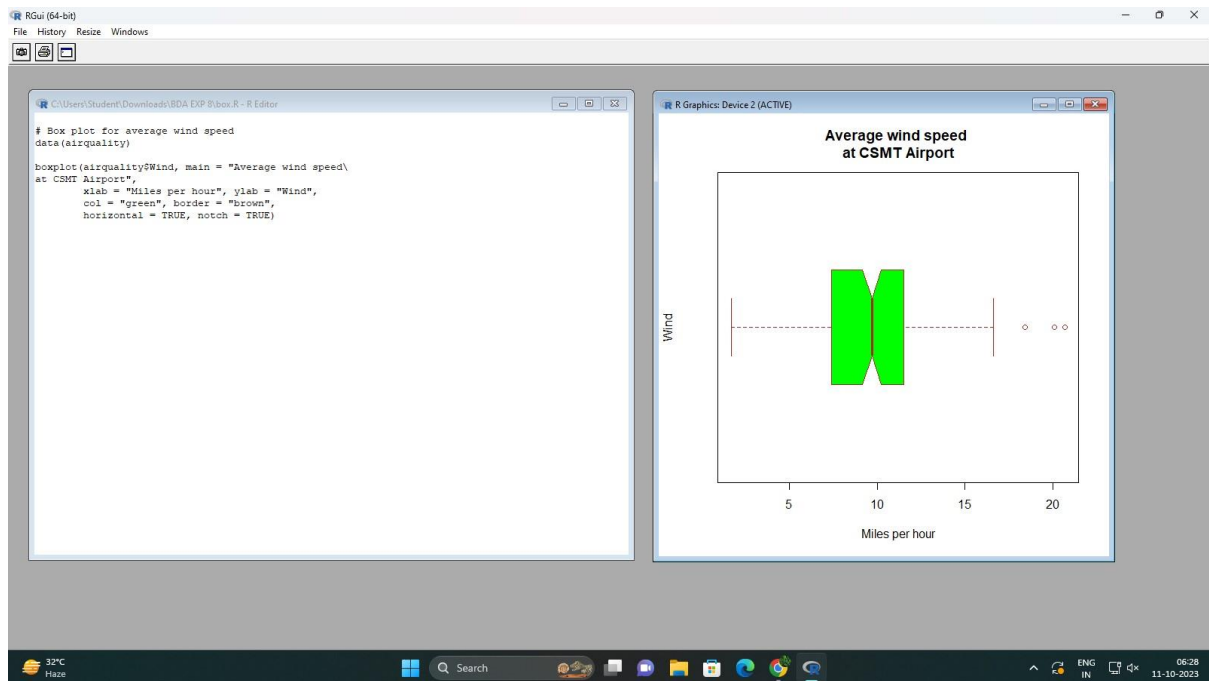 RGui (64-bit)
File History Resize Windows
C:\Users\Student\Downloads\BDA EXP 8\box.R - R Editor
# Box plot for average wind speed
data(airquality)
boxplot(airquality$Wind, main = "Average wind speed\
at CSMT Airport",
xlab = "Miles per hour", ylab = "Wind",
col = "green", border = "brown",
horizontal = TRUE, notch = TRUE)
R Graphics: Device 2 (ACTIVE)
Average wind speed
at CSMT Airport
Wind
5 10 15 20
Miles per hour
32°C
Haze
Search
ENG
IN
06:28
11-10-2023